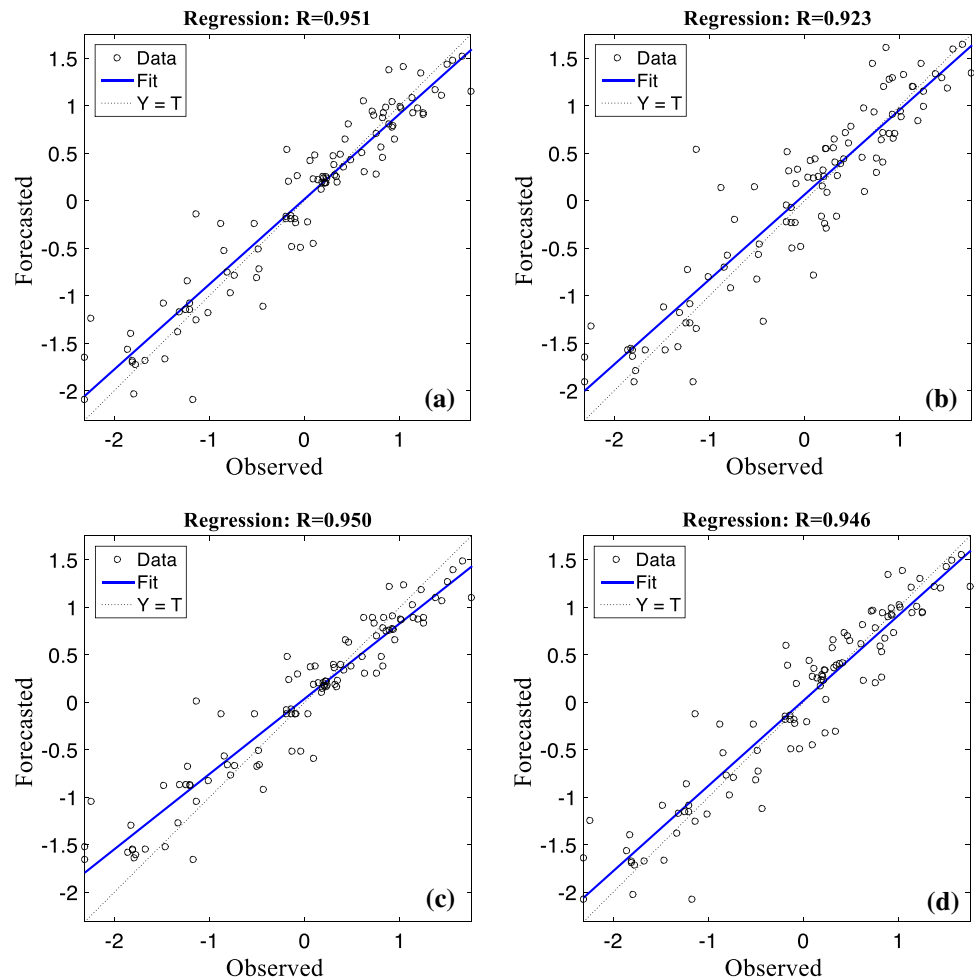 Regression: R=0.951
1.5
1
0.5
0
-0.5
-1
-1.5
-2
Forecasted
Data
Fit
Y = T
(a)
-2 -1 0 1
Observed
Regression: R=0.923
1.5
1
0.5
0
-0.5
-1
-1.5
-2
Forecasted
Data
Fit
Y = T
(b)
-2 -1 0 1
Observed
Regression: R=0.950
1.5
1
0.5
0
-0.5
-1
-1.5
-2
Forecasted
Data
Fit
Y = T
(c)
-2 -1 0 1
Observed
Regression: R=0.946
1.5
1
0.5
0
-0.5
-1
-1.5
-2
Forecasted
Data
Fit
Y = T
(d)
-2 -1 0 1
Observed